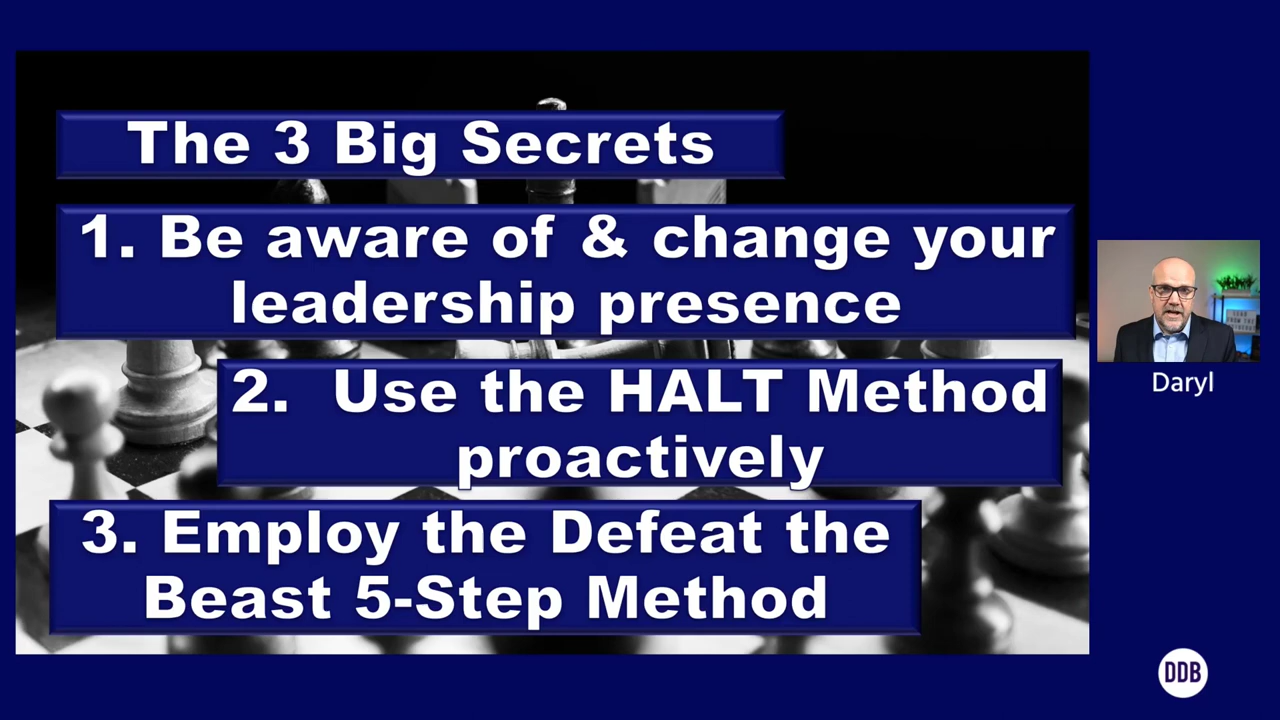 The 3 Big Secrets
1. Be aware of & change your
leadership presence
2. Use the HALT Method
proactively
3. Employ the Defeat the
Beast 5-Step Method
Daryl
DDB